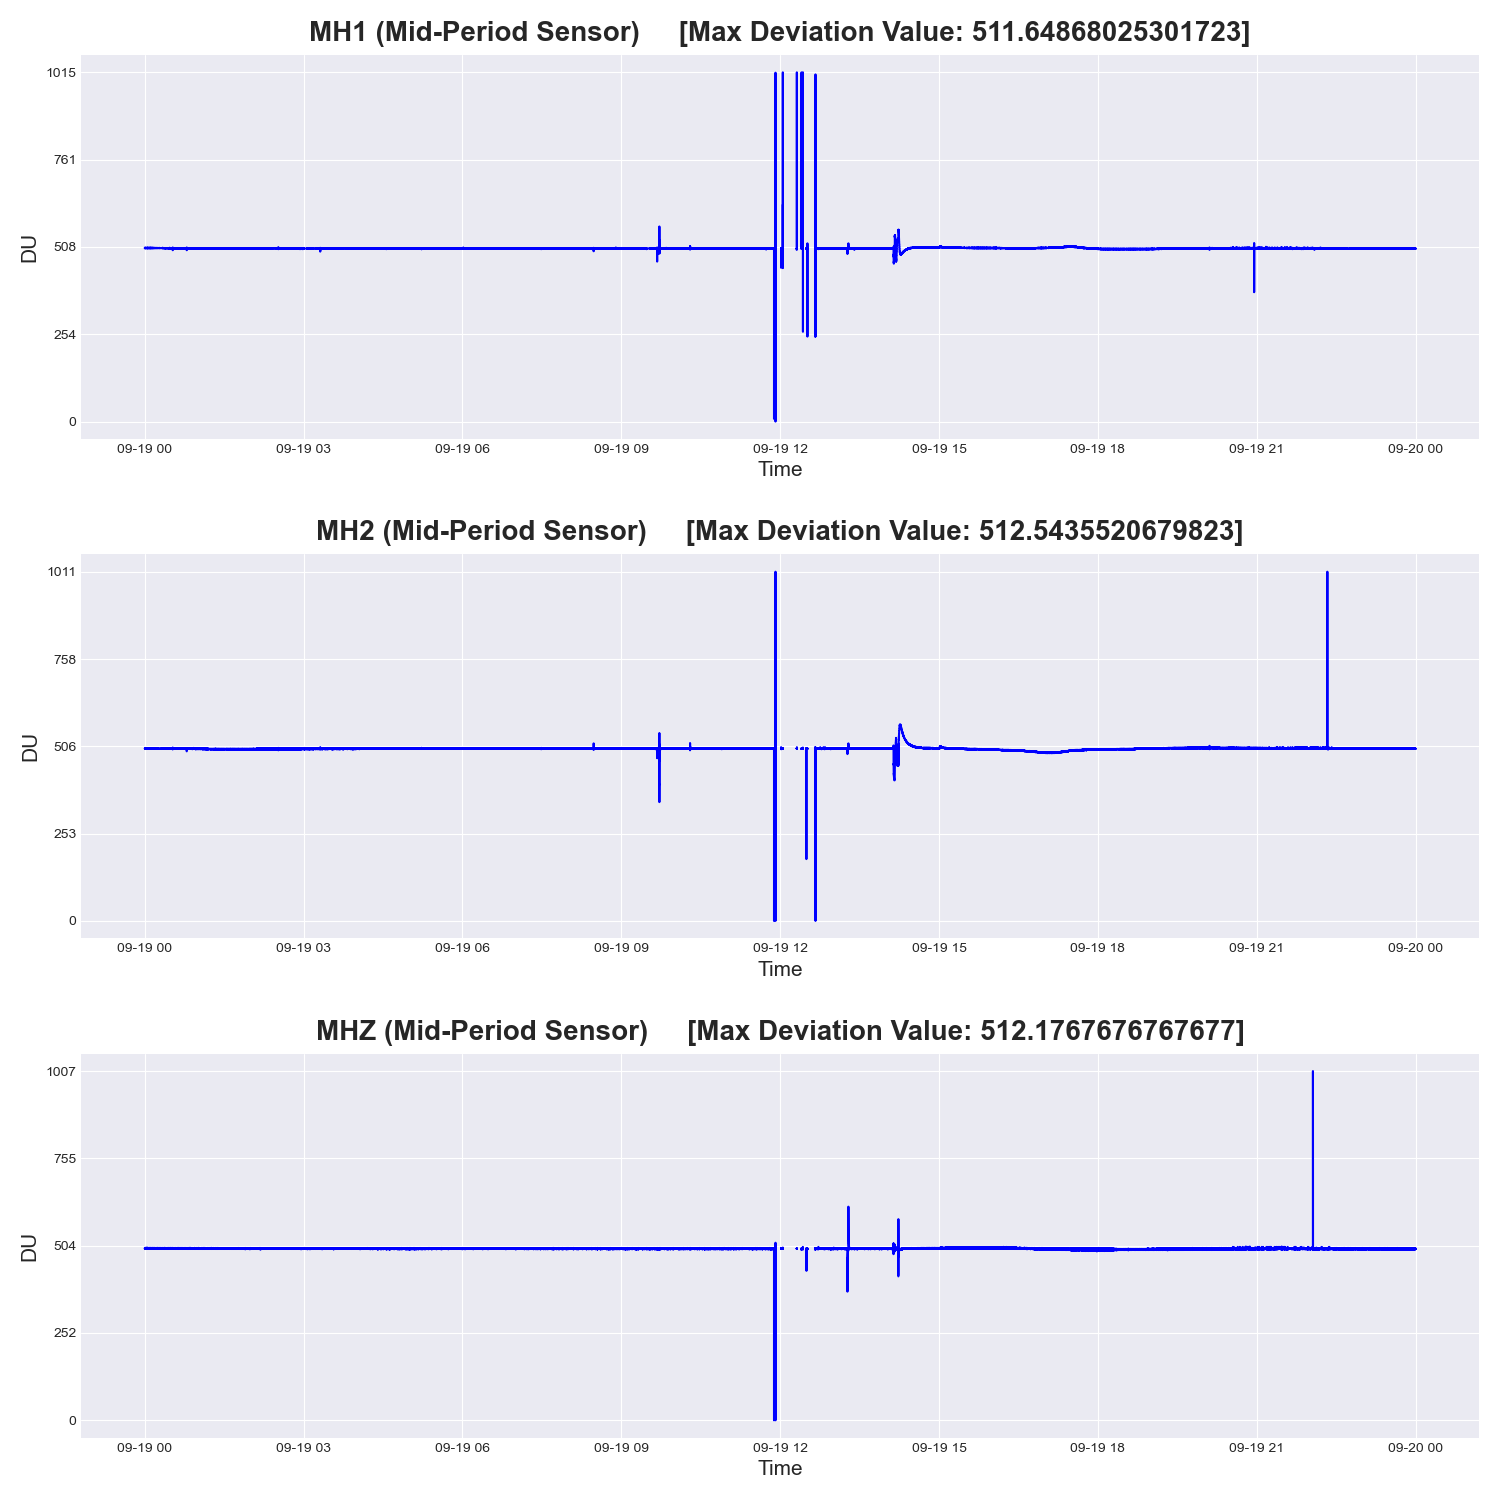 MH1 (Mid-Period Sensor) [Max Deviation Value: 511.64868025301723]
1015
761
508
254
0
DU
09-19 00 09-19 03 09-19 06 09-19 09 09-19 12 09-19 15 09-19 18 09-19 21 09-20 00
Time
MH2 (Mid-Period Sensor) [Max Deviation Value: 512.5435520679823]
1011
758
506
253
0
DU
09-19 00 09-19 03 09-19 06 09-19 09 09-19 12 09-19 15 09-19 18 09-19 21 09-20 00
Time
MHZ (Mid-Period Sensor) [Max Deviation Value: 512.1767676767677]
1007
755
504
252
0
DU
09-19 00 09-19 03 09-19 06 09-19 09 09-19 12 09-19 15 09-19 18 09-19 21 09-20 00
Time